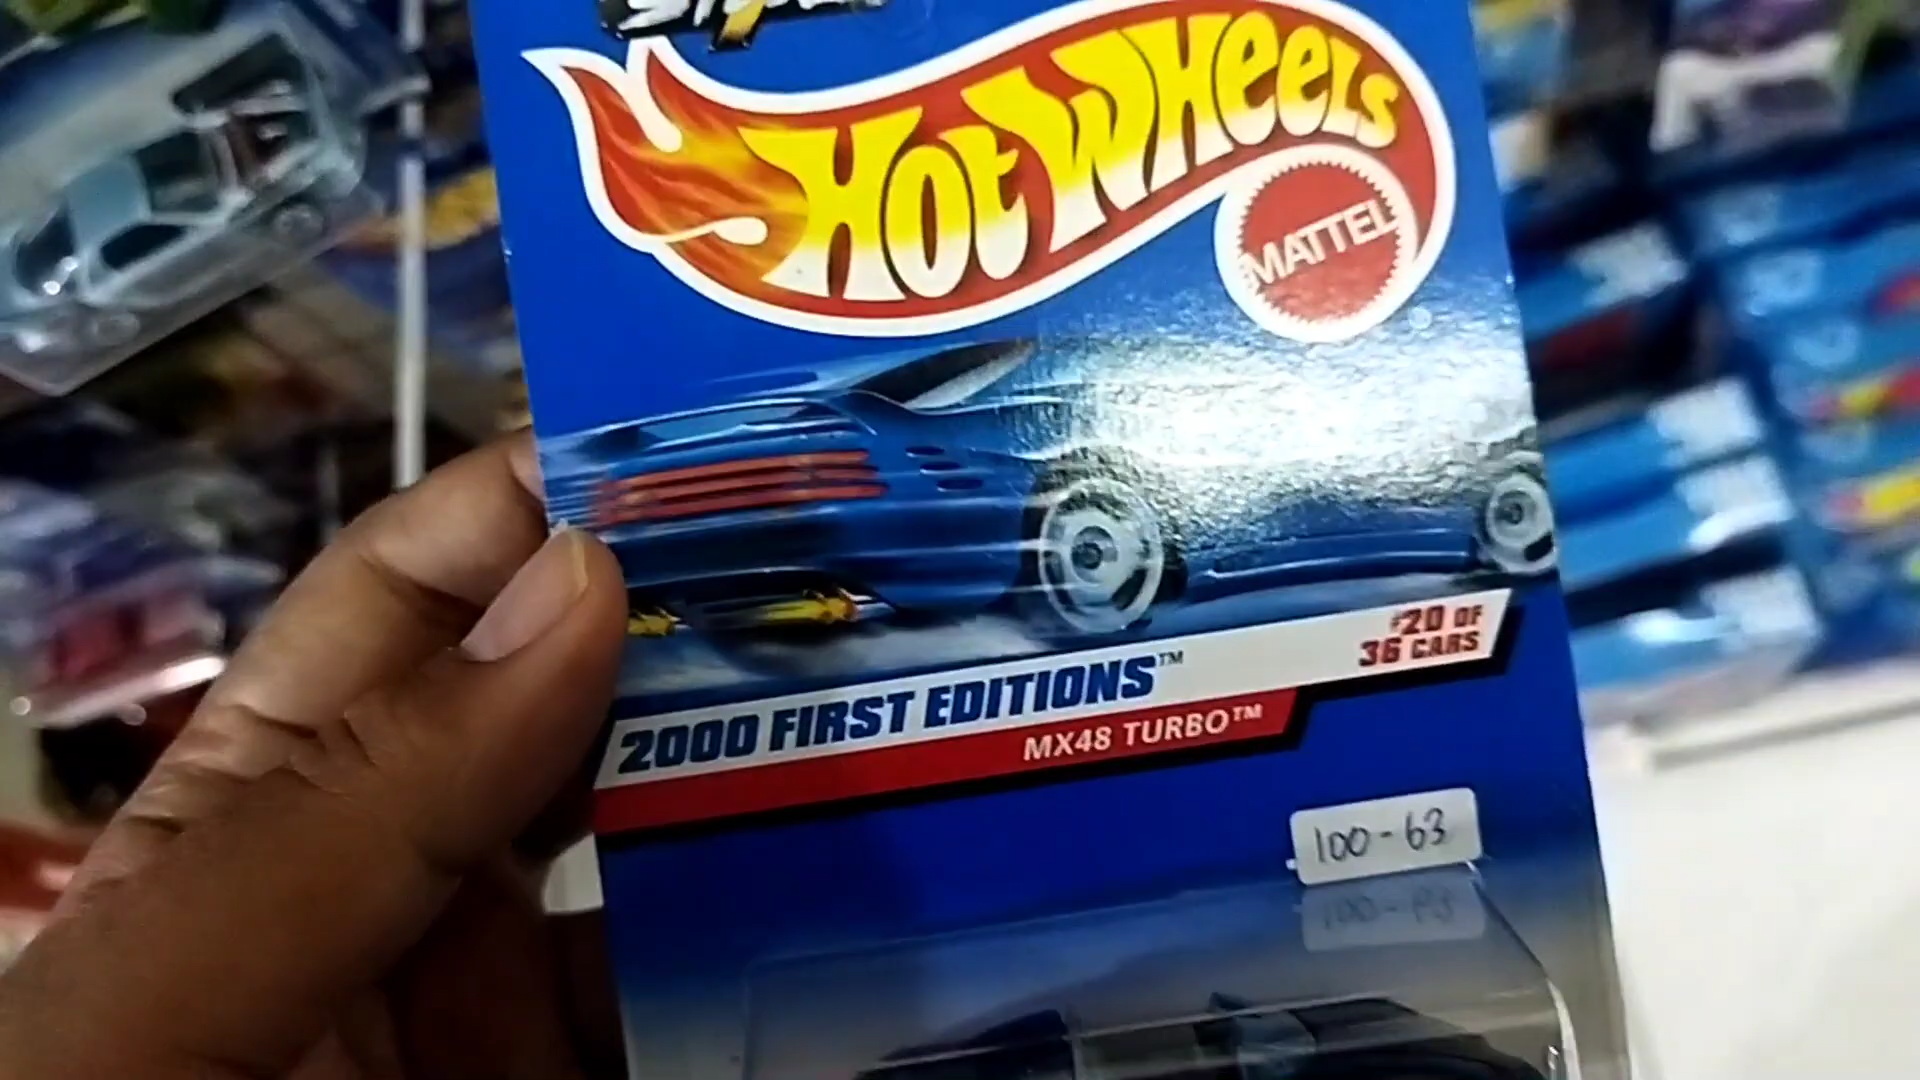 HOT WHEELS
MATTEL
#20 OF
36 CARS
2000 FIRST EDITIONS™
MX48 TURBO™
100-63